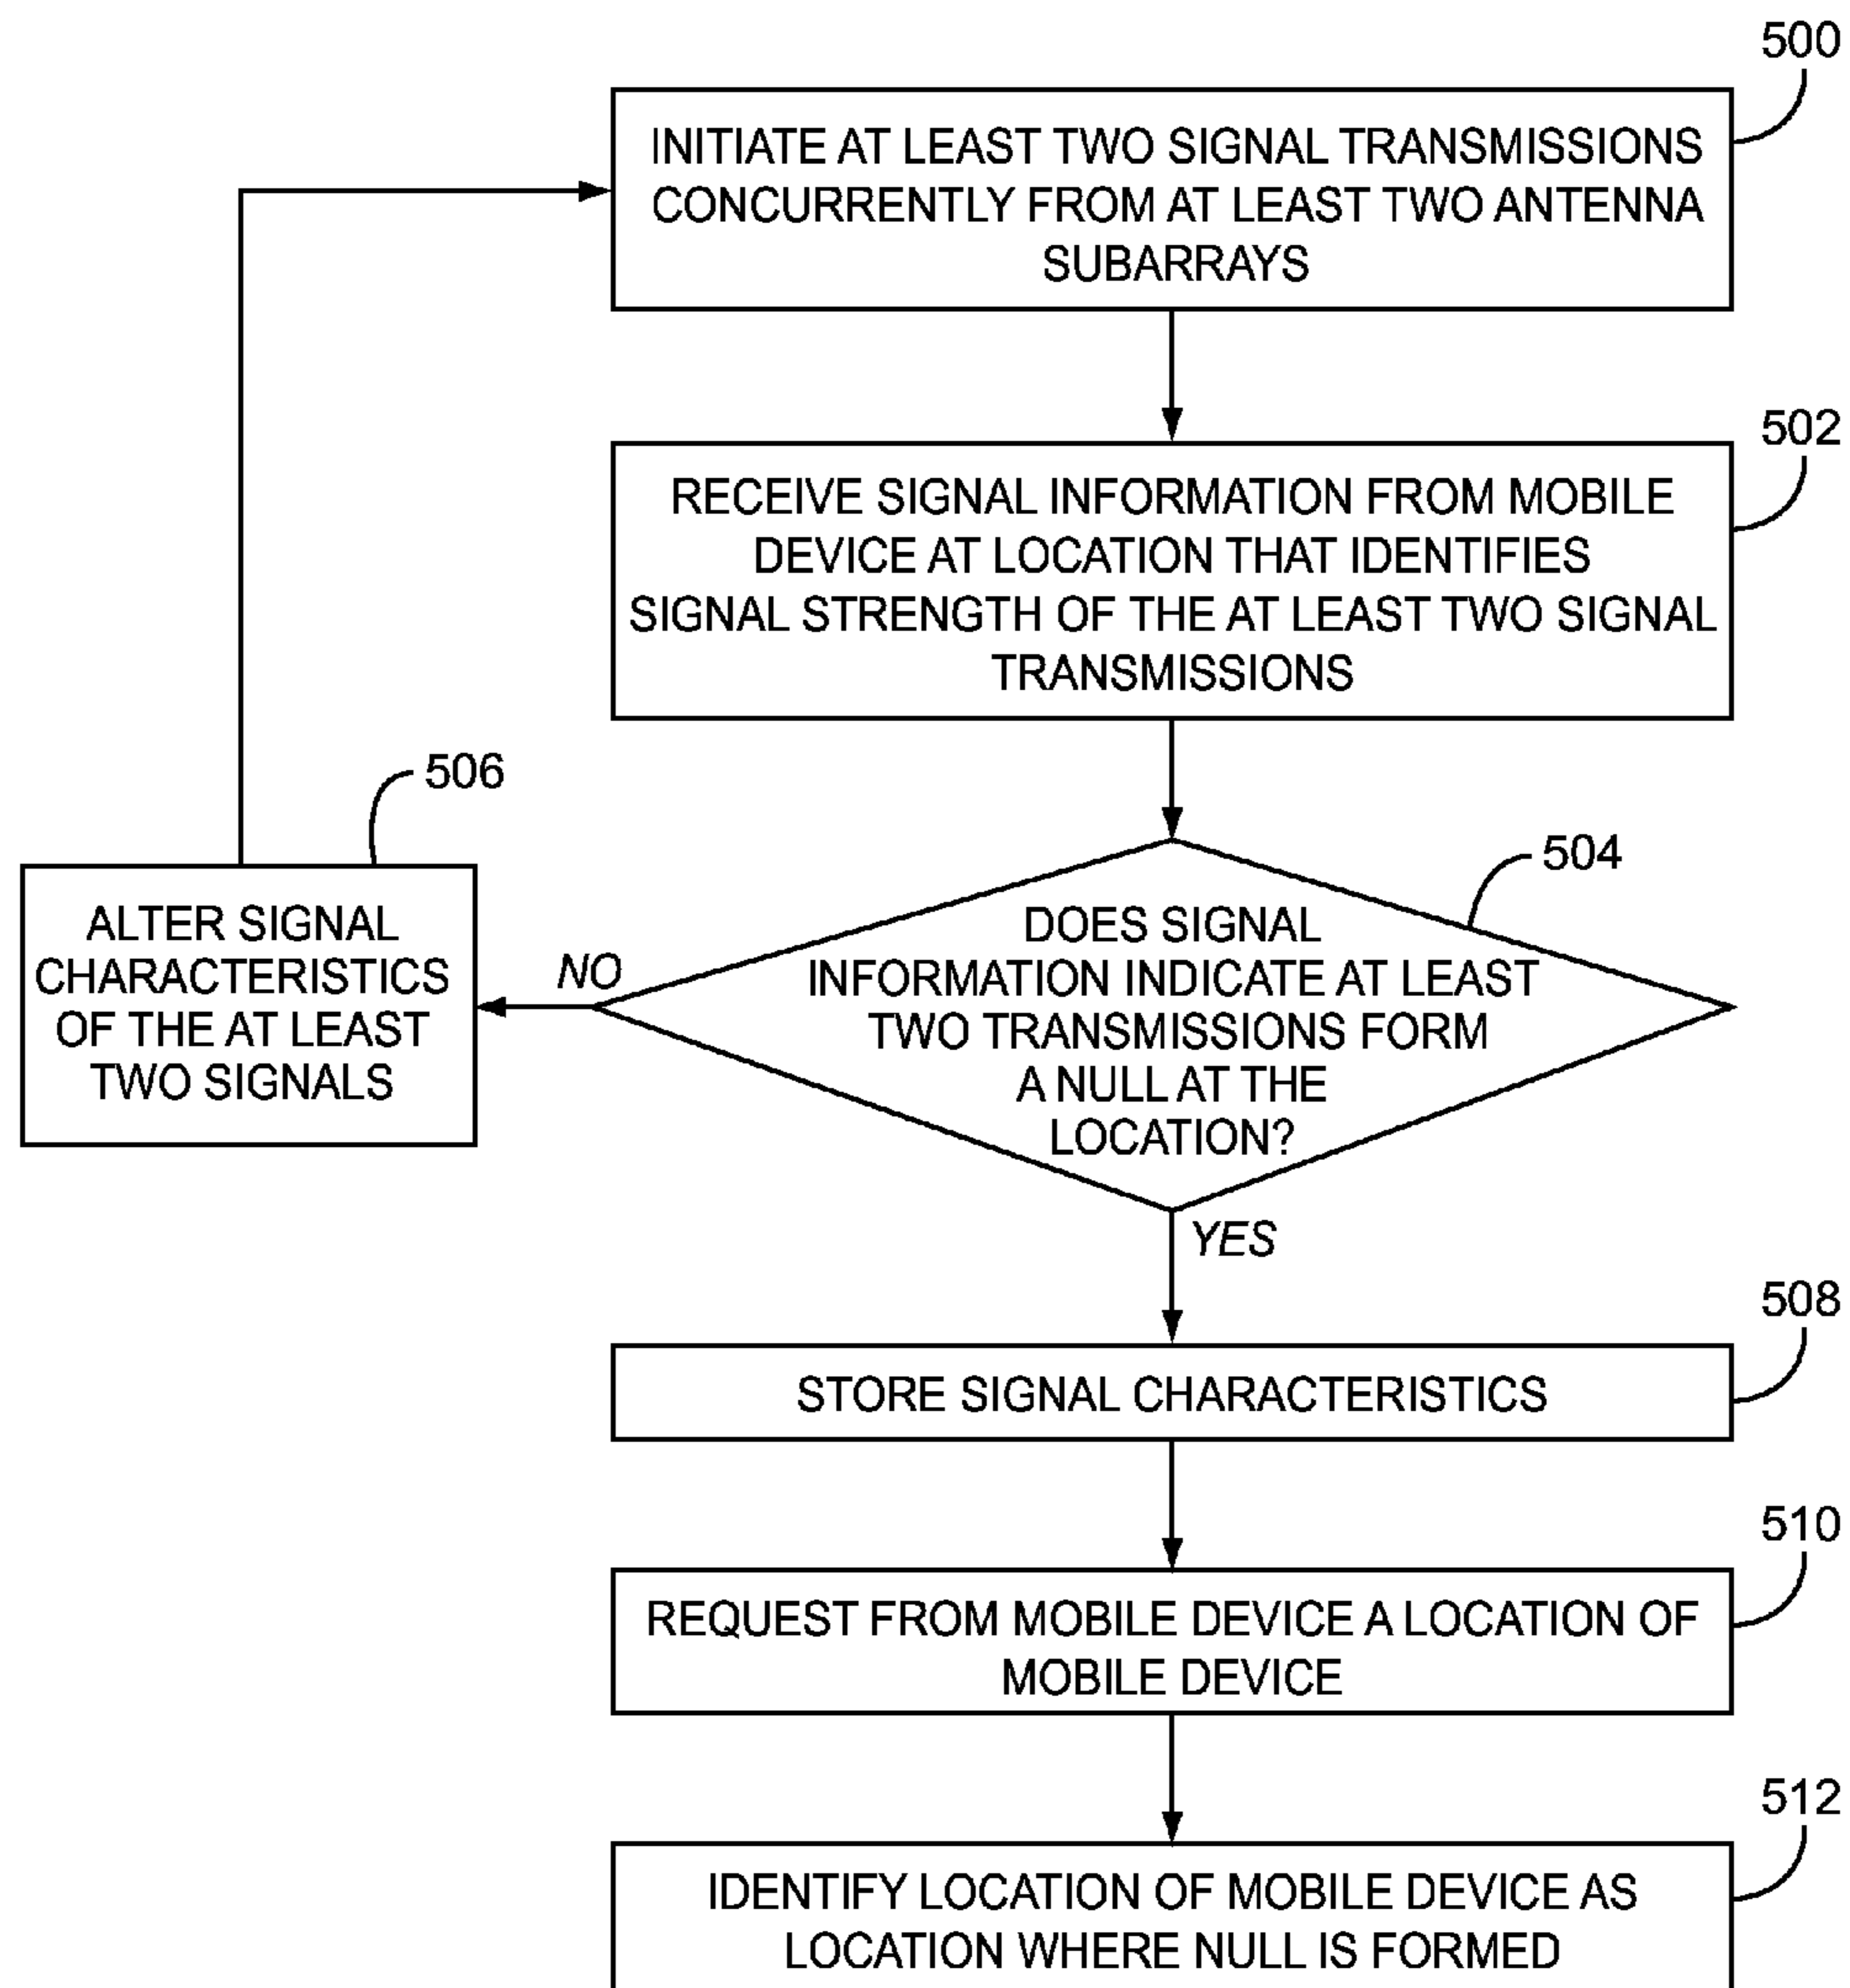 500
INITIATE AT LEAST TWO SIGNAL TRANSMISSIONS
CONCURRENTLY FROM AT LEAST TWO ANTENNA
SUBARRAYS
502
RECEIVE SIGNAL INFORMATION FROM MOBILE
DEVICE AT LOCATION THAT IDENTIFIES
SIGNAL STRENGTH OF THE AT LEAST TWO SIGNAL
TRANSMISSIONS
506
ALTER SIGNAL
CHARACTERISTICS
OF THE AT LEAST
TWO SIGNALS
NO
504
DOES SIGNAL
INFORMATION INDICATE AT LEAST
TWO TRANSMISSIONS FORM
A NULL AT THE
LOCATION?
YES
508
STORE SIGNAL CHARACTERISTICS
510
REQUEST FROM MOBILE DEVICE A LOCATION OF
MOBILE DEVICE
512
IDENTIFY LOCATION OF MOBILE DEVICE AS
LOCATION WHERE NULL IS FORMED